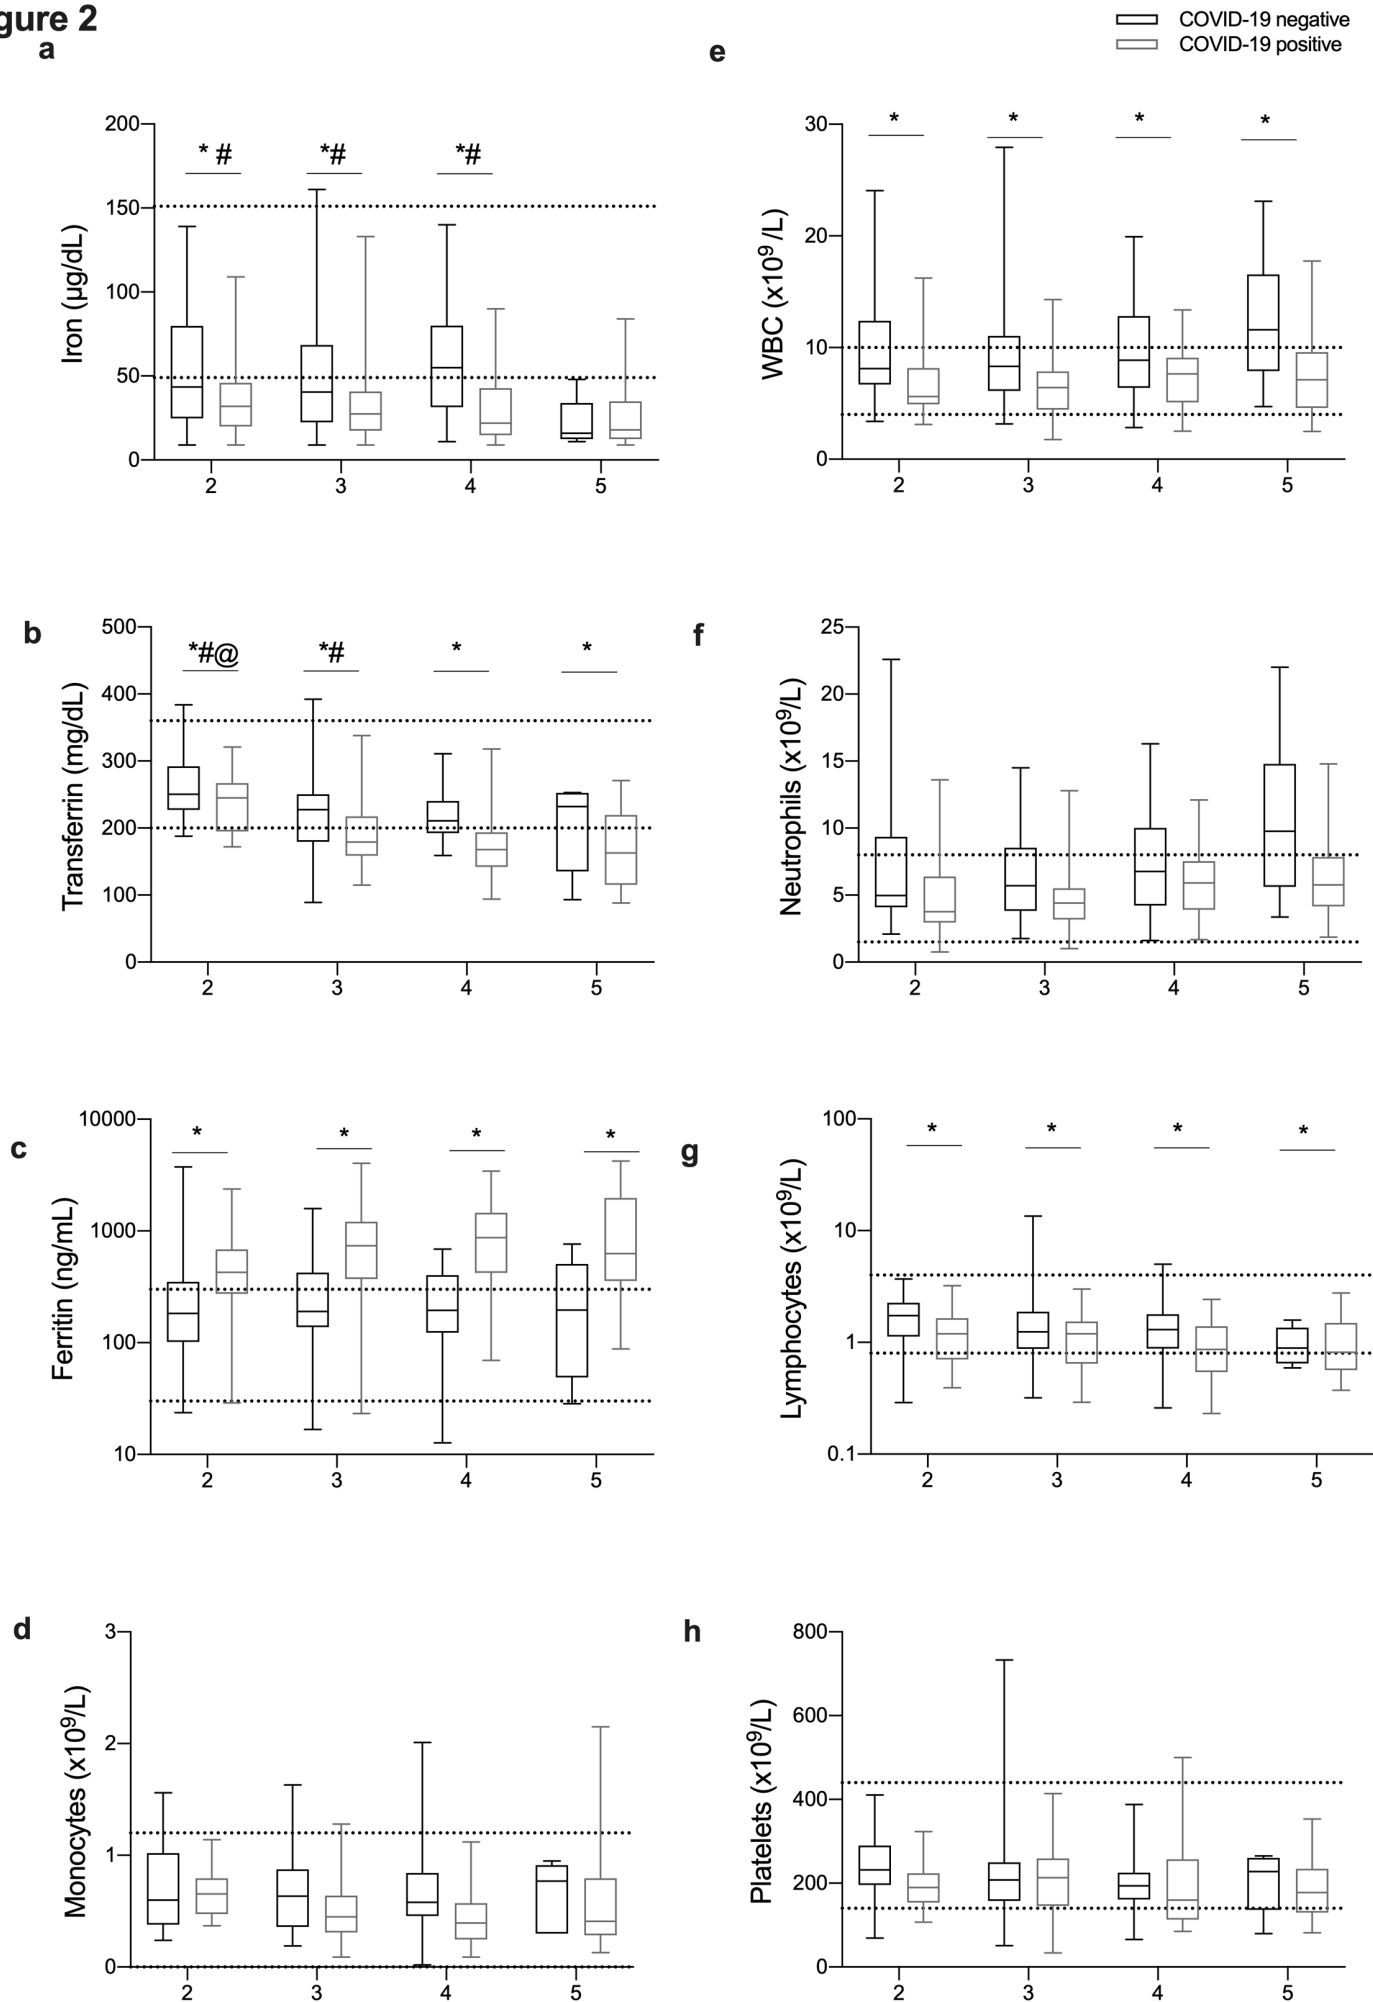 gure 2
COVID-19 negative
COVID-19 positive
a
Iron (µg/dL)
200
150
100
50
0
* #
*#
*#
2 3 4 5
e
WBC (x10⁹ /L)
30
20
10
0
* * * *
2 3 4 5
b
Transferrin (mg/dL)
500
400
300
200
100
0
*#@
*#
*
*
2 3 4 5
f
Neutrophils (x10⁹/L)
25
20
15
10
5
0
2 3 4 5
c
Ferritin (ng/mL)
10000
1000
100
10
* * * *
2 3 4 5
g
Lymphocytes (x10⁹/L)
100
10
1
0.1
* * * *
2 3 4 5
d
Monocytes (x10⁹/L)
3
2
1
0
2 3 4 5
h
Platelets (x10⁹/L)
800
600
400
200
0
2 3 4 5